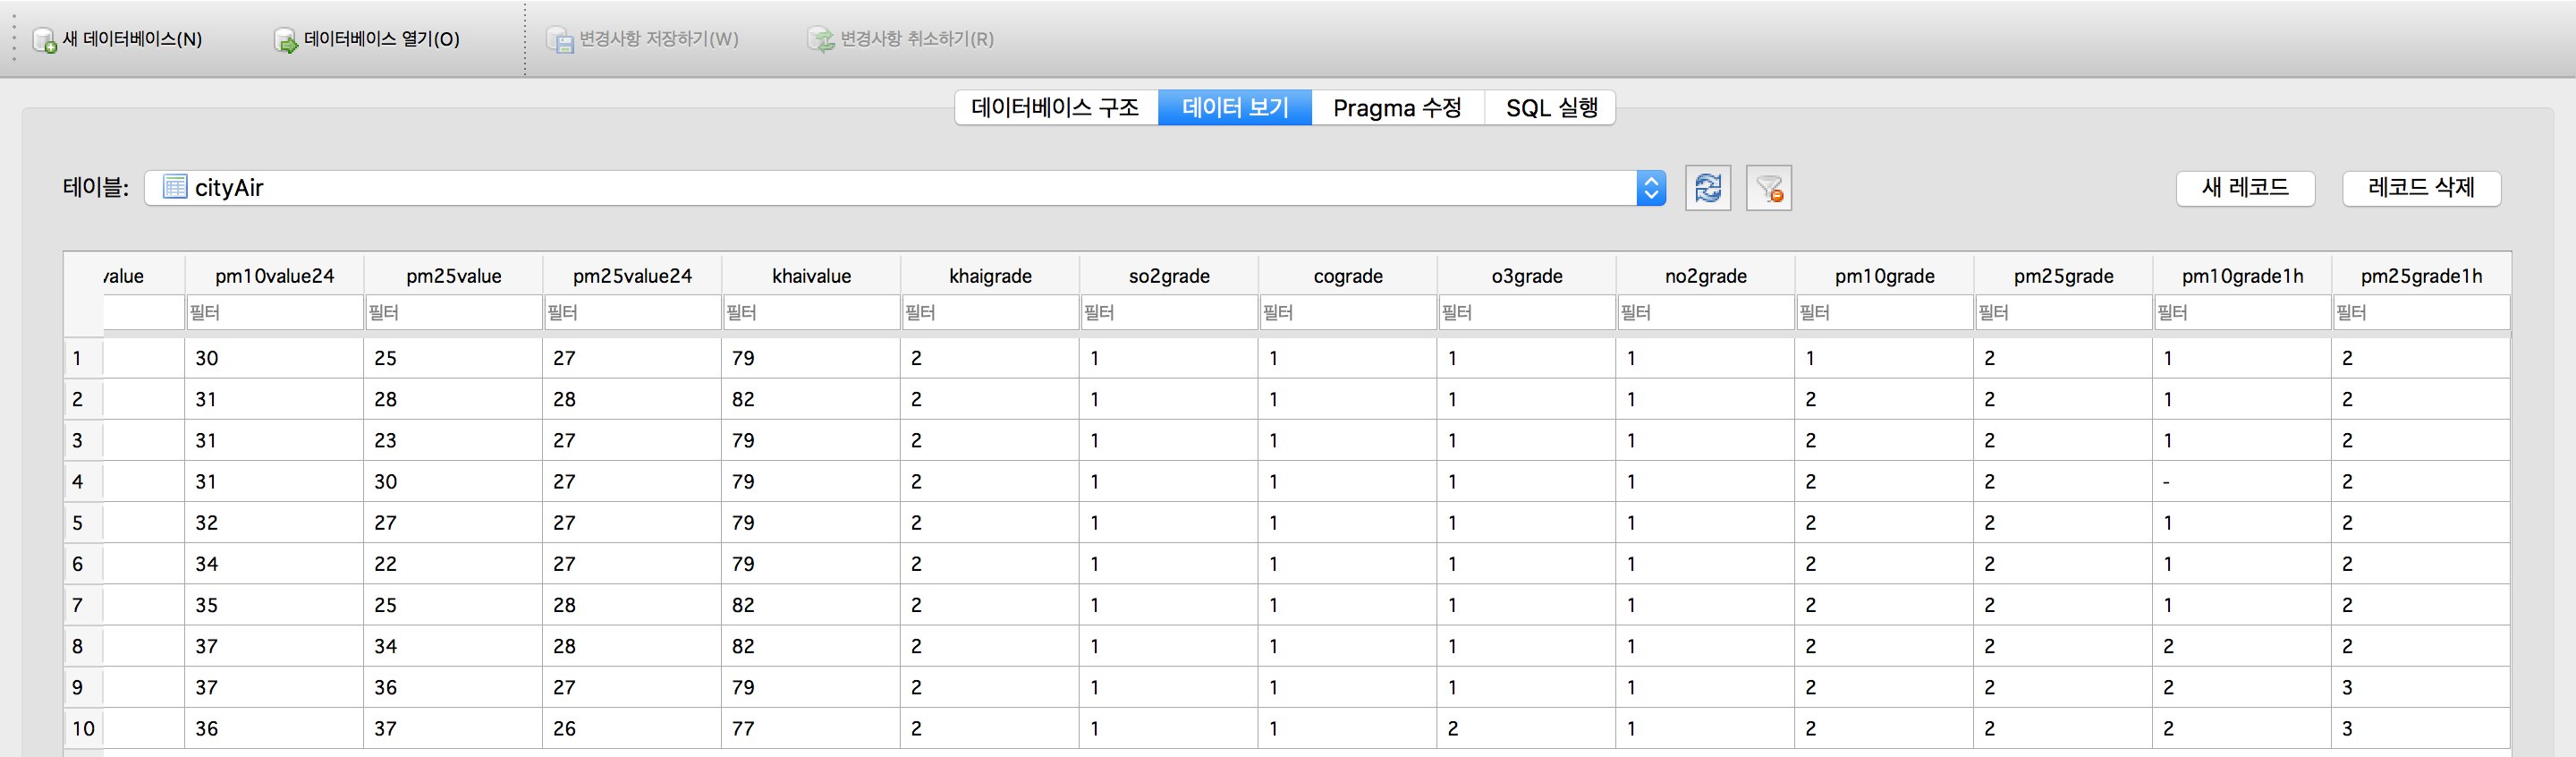 새 데이터베이스(N) 데이터베이스 열기(O) 변경사항 저장하기(W) 변경사항 취소하기(R)
데이터베이스 구조 데이터 보기 Pragma 수정 SQL 실행
테이블: cityAir 새 레코드 레코드 삭제
value pm10value24 pm25value pm25value24 khaivalue khaigrade so2grade cograde o3grade no2grade pm10grade pm25grade pm10grade1h pm25grade1h
필터 필터 필터 필터 필터 필터 필터 필터 필터 필터 필터 필터 필터
1 30 25 27 79 2 1 1 1 1 1 2 1 2
2 31 28 28 82 2 1 1 1 1 2 2 1 2
3 31 23 27 79 2 1 1 1 1 2 2 1 2
4 31 30 27 79 2 1 1 1 1 2 2 - 2
5 32 27 27 79 2 1 1 1 1 2 2 1 2
6 34 22 27 79 2 1 1 1 1 2 2 1 2
7 35 25 28 82 2 1 1 1 1 2 2 1 2
8 37 34 28 82 2 1 1 1 1 2 2 2 2
9 37 36 27 79 2 1 1 1 1 2 2 2 3
10 36 37 26 77 2 1 1 2 1 2 2 2 3